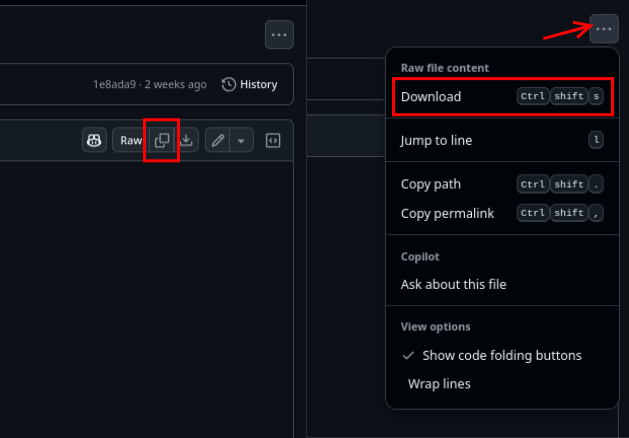 1e8ada9 · 2 weeks ago History
Raw
Raw file content
Download Ctrl shift s
Jump to line l
Copy path Ctrl shift .
Copy permalink Ctrl shift ,
Copilot
Ask about this file
View options
Show code folding buttons
Wrap lines